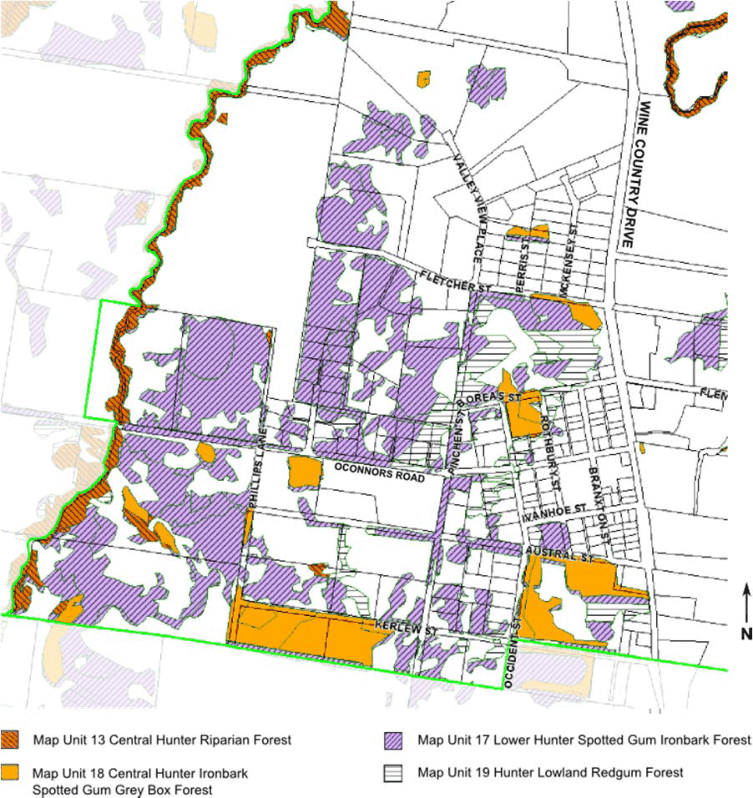 WINE COUNTRY DRIVE
VALLEY VIEW PLACE
PERRIS ST
MCKENSEY ST
FLETCHER ST
FLEN
BOREAS ST
PINCHEN ST
ROTHBURY ST
PHILLIPS LANE
OCONNORS ROAD
BRANXTON ST
IVANHOE ST
AUSTRAL ST
KERLEW ST
OCCIDENT ST
N
Map Unit 13 Central Hunter Riparian Forest
Map Unit 17 Lower Hunter Spotted Gum Ironbark Forest
Map Unit 18 Central Hunter Ironbark
Spotted Gum Grey Box Forest
Map Unit 19 Hunter Lowland Redgum Forest